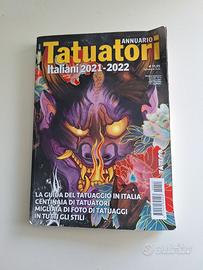 ANNUARIO
Tatuatori
Italiani 2021-2022
LA GUIDA DEL TATUAGGIO IN ITALIA
CENTINAIA DI TATUATORI
MIGLIAIA DI FOTO DI TATUAGGI
IN TUTTI GLI STILI
subito